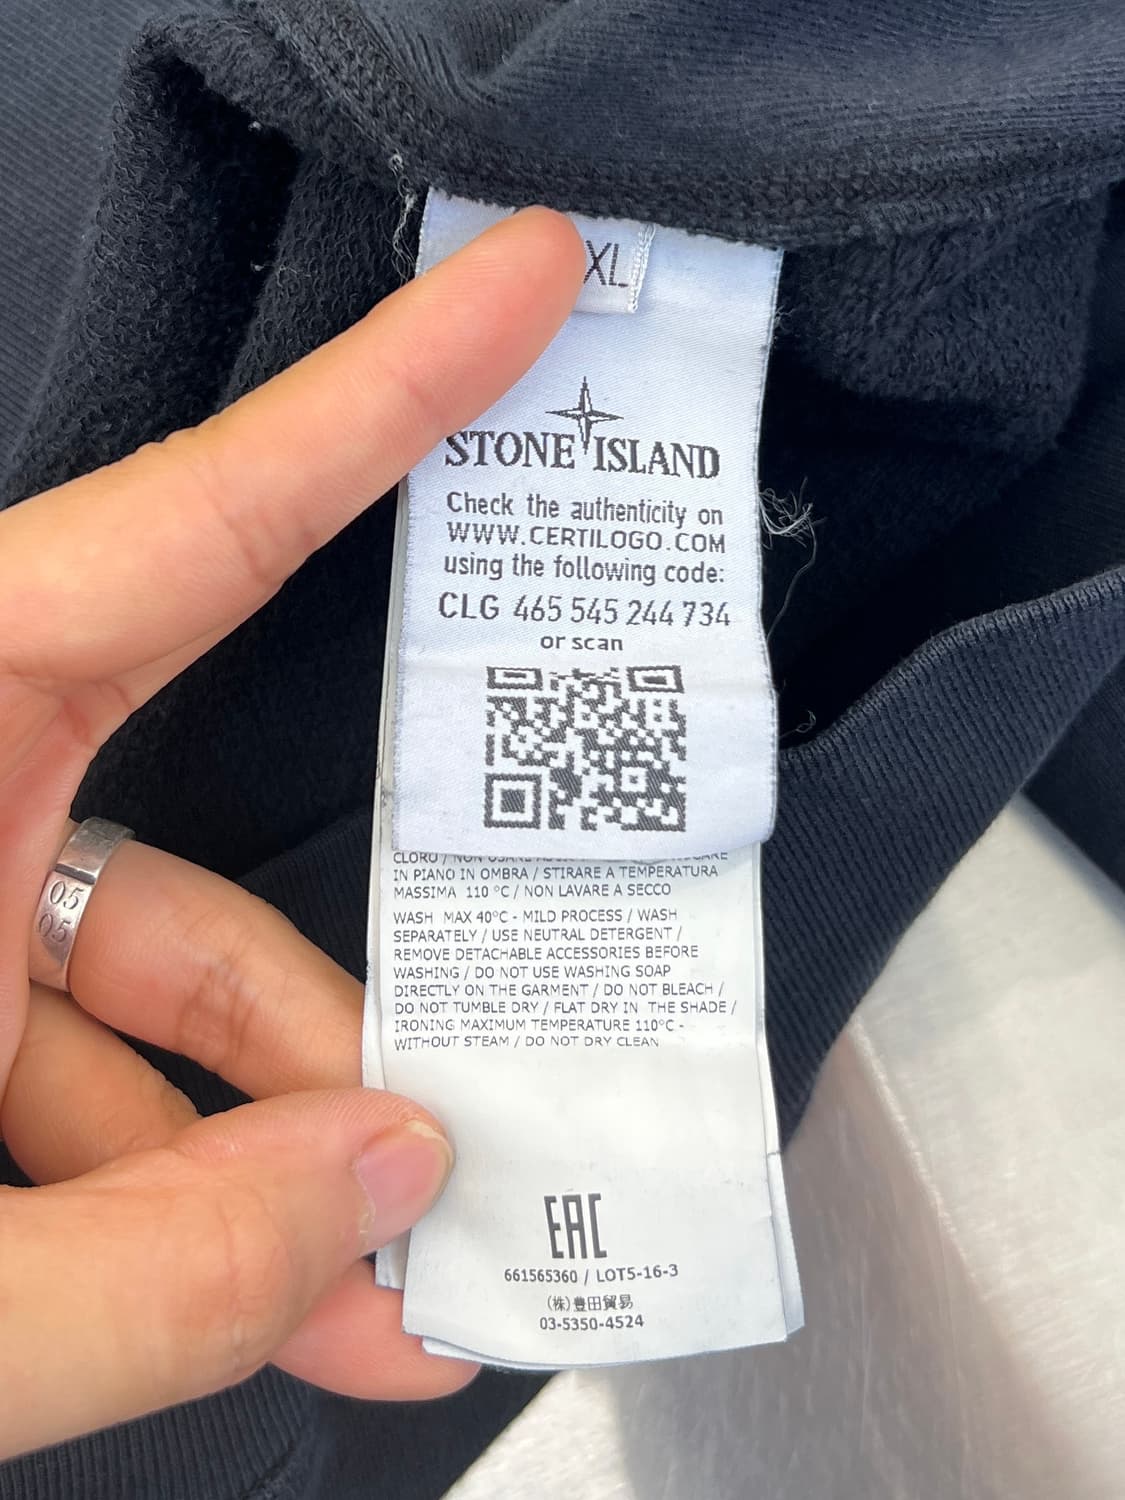 XL
STONE ISLAND
Check the authenticity on
WWW.CERTILOGO.COM
using the following code:
CLG 465 545 244 734
or scan
CLORO / NON USARE
IN PIANO IN OMBRA / STIRARE A TEMPERATURA
MASSIMA 110 °C / NON LAVARE A SECCO
WASH MAX 40°C - MILD PROCESS / WASH
SEPARATELY / USE NEUTRAL DETERGENT /
REMOVE DETACHABLE ACCESSORIES BEFORE
WASHING / DO NOT USE WASHING SOAP
DIRECTLY ON THE GARMENT / DO NOT BLEACH /
DO NOT TUMBLE DRY / FLAT DRY IN THE SHADE /
IRONING MAXIMUM TEMPERATURE 110°C -
WITHOUT STEAM / DO NOT DRY CLEAN
EAC
661565360 / LOT5-16-3
(株)豊田貿易
03-5350-4524
05
05